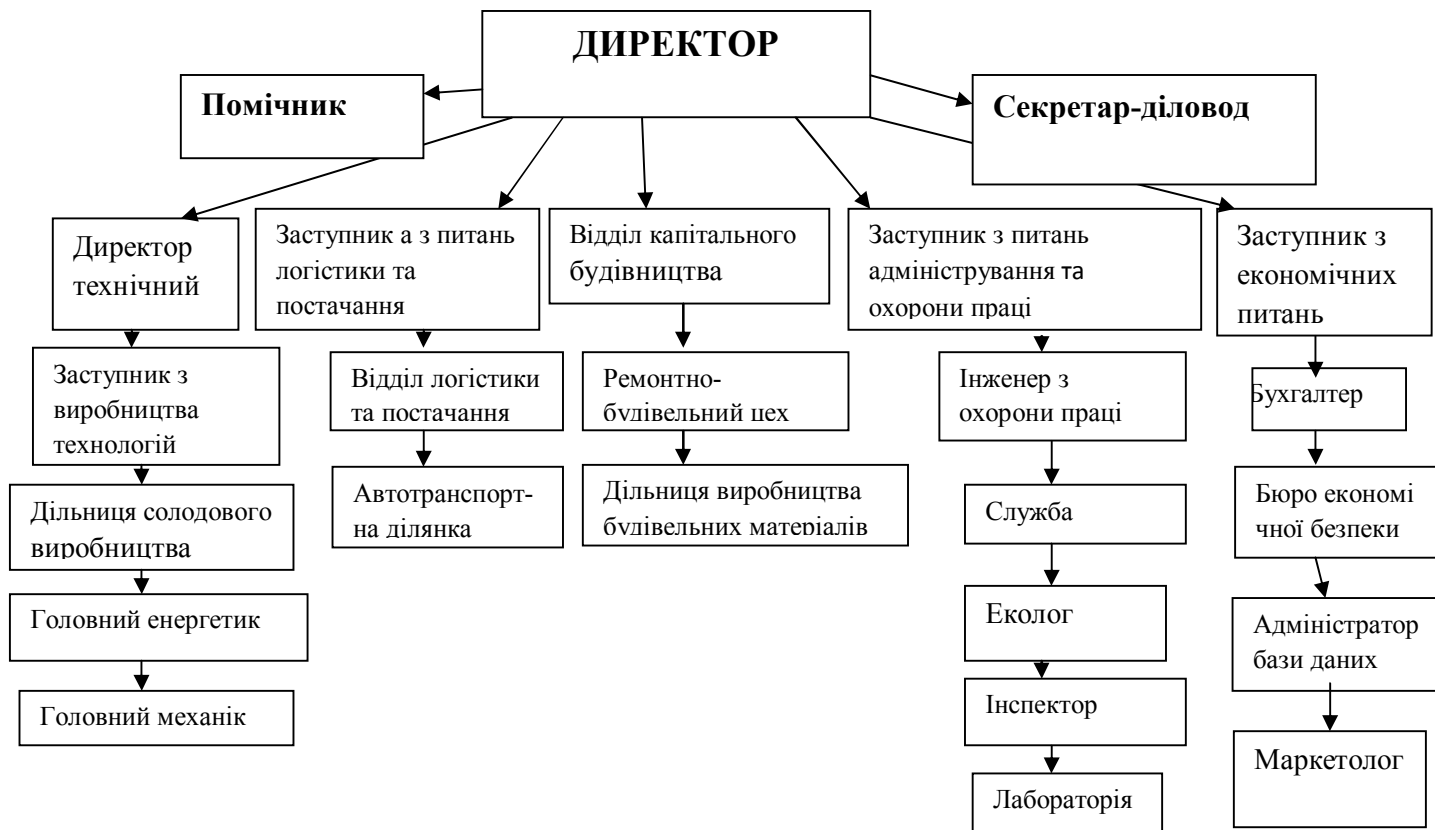 ДИРЕКТОР
Помічник
Секретар-діловод
Директор
технічний
Заступник а з питань
логістики та
постачання
Відділ капітального
будівництва
Заступник з питань
адміністрування та
охорони праці
Заступник з
економічних
питань
Заступник з
виробництва
технологій
Відділ логістики
та постачання
Ремонтно-
будівельний цех
Інженер з
охорони праці
Бухгалтер
Дільниця солодового
виробництва
Автотранспорт-
на ділянка
Дільниця виробництва
будівельних матеріалів
Служба
Бюро економі
чної безпеки
Головний енергетик
Еколог
Адміністратор
бази даних
Головний механік
Інспектор
Маркетолог
Лабораторія